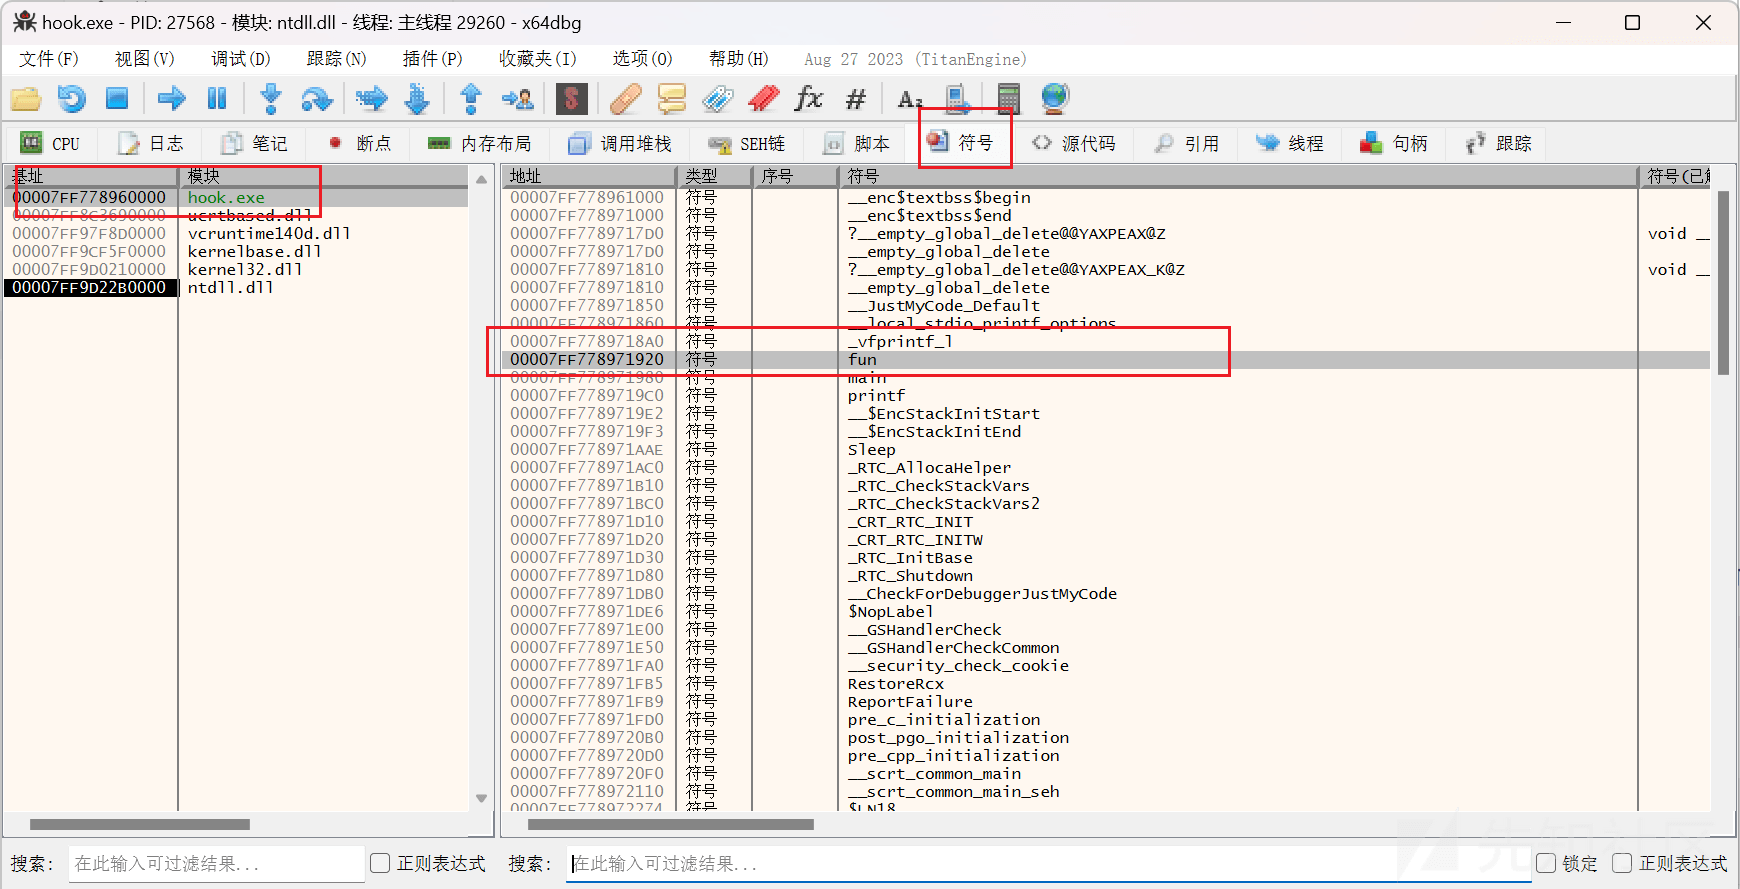 hook.exe - PID: 27568 - 模块: ntdll.dll - 线程: 主线程 29260 - x64dbg
文件(F) 视图(V) 调试(D) 跟踪(N) 插件(P) 收藏夹(I) 选项(O) 帮助(H) Aug 27 2023 (TitanEngine)
CPU 日志 笔记 断点 内存布局 调用堆栈 SEH链 脚本 符号 源代码 引用 线程 句柄 跟踪
基址 模块
00007FF778960000 hook.exe
00007FF8C3690000 ucrtbased.dll
00007FF97F8D0000 vcruntime140d.dll
00007FF9CF5F0000 kernelbase.dll
00007FF9D0210000 kernel32.dll
00007FF9D22B0000 ntdll.dll
地址 类型 序号 符号 符号(已
00007FF778961000 符号 __enc$textbss$begin
00007FF778971000 符号 __enc$textbss$end
00007FF7789717D0 符号 ?__empty_global_delete@@YAXPEAX@Z void __
00007FF7789717D0 符号 __empty_global_delete
00007FF778971810 符号 ?__empty_global_delete@@YAXPEAX_K@Z void __
00007FF778971810 符号 __empty_global_delete
00007FF778971850 符号 __JustMyCode_Default
00007FF778971860 符号 __local_stdio_printf_options
00007FF7789718A0 符号 _vfprintf_l
00007FF778971920 符号 fun
00007FF778971980 符号 main
00007FF7789719C0 符号 printf
00007FF7789719E2 符号 __$EncStackInitStart
00007FF7789719F3 符号 __$EncStackInitEnd
00007FF778971AAE 符号 Sleep
00007FF778971AC0 符号 _RTC_AllocaHelper
00007FF778971B10 符号 _RTC_CheckStackVars
00007FF778971BC0 符号 _RTC_CheckStackVars2
00007FF778971D10 符号 _CRT_RTC_INIT
00007FF778971D20 符号 _CRT_RTC_INITW
00007FF778971D30 符号 _RTC_InitBase
00007FF778971D80 符号 _RTC_Shutdown
00007FF778971DB0 符号 __CheckForDebuggerJustMyCode
00007FF778971DE6 符号 $NopLabel
00007FF778971E00 符号 __GSHandlerCheck
00007FF778971E50 符号 __GSHandlerCheckCommon
00007FF778971FA0 符号 __security_check_cookie
00007FF778971FB5 符号 RestoreRcx
00007FF778971FB9 符号 ReportFailure
00007FF778971FD0 符号 pre_c_initialization
00007FF7789720B0 符号 post_pgo_initialization
00007FF7789720D0 符号 pre_cpp_initialization
00007FF7789720F0 符号 __scrt_common_main
00007FF778972110 符号 __scrt_common_main_seh
00007FF778972274 符号 $LN18
搜索: 在此输入可过滤结果... 正则表达式 搜索: 在此输入可过滤结果... 锁定 正则表达式
先知社区